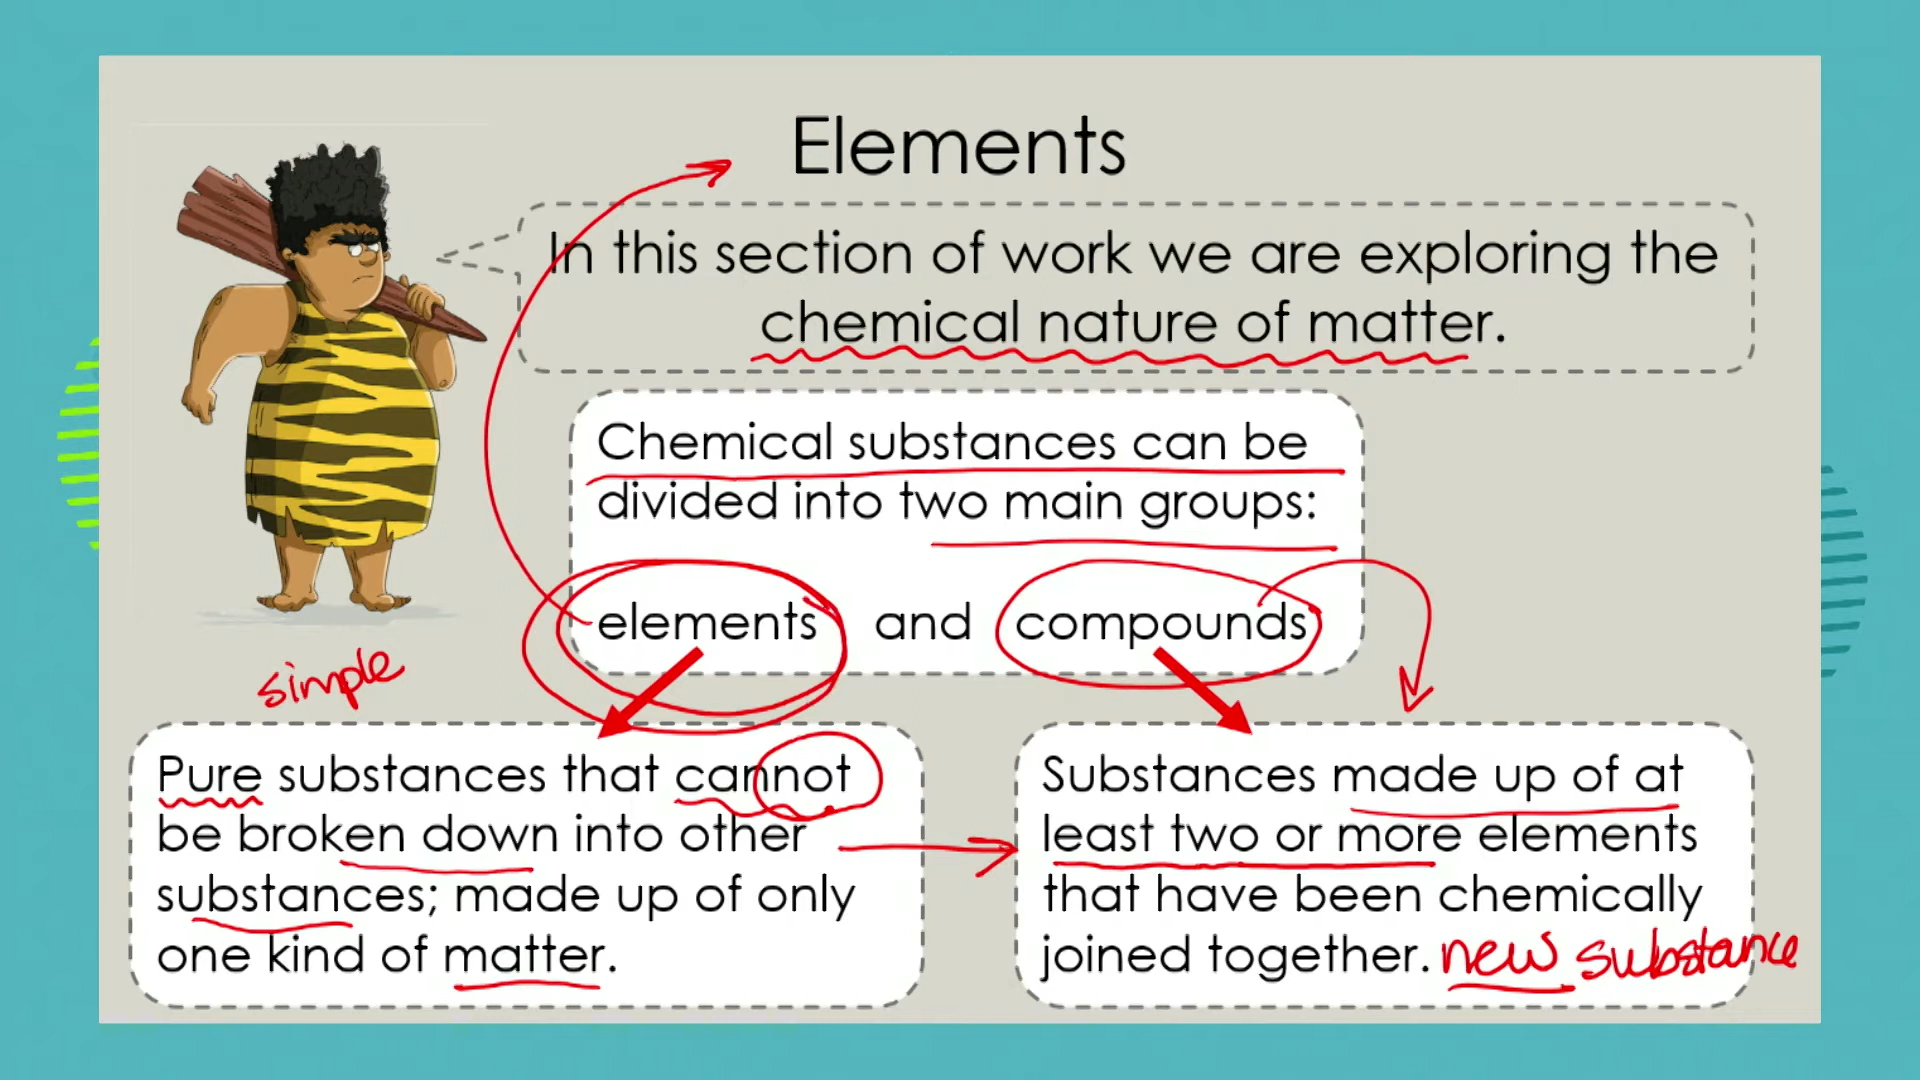 Elements
In this section of work we are exploring the
chemical nature of matter.
Chemical substances can be
divided into two main groups:
elements and compounds
simple
Pure substances that cannot
be broken down into other
substances; made up of only
one kind of matter.
Substances made up of at
least two or more elements
that have been chemically
joined together. new substance